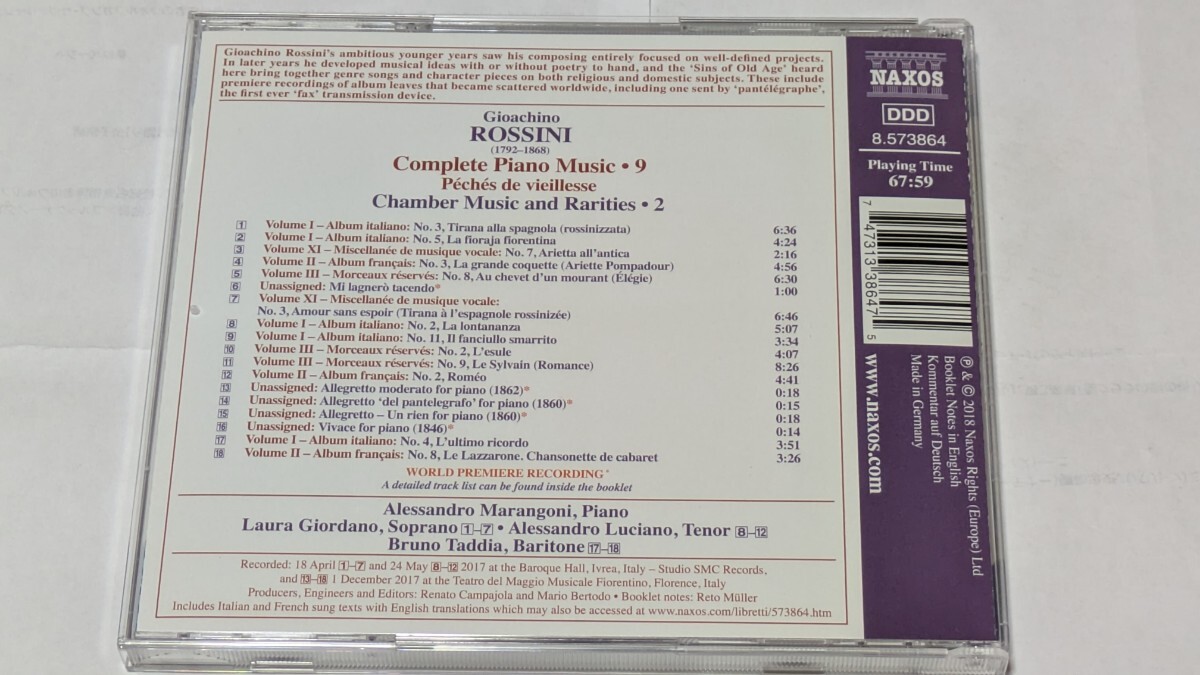 Gioachino Rossini's ambitious younger years saw his composing entirely focused on well-defined projects.
In later years he developed musical ideas with or without poetry to hand, and the 'Sins of Old Age' heard
here bring together genre songs and character pieces on both religious and domestic subjects. These include
premiere recordings of album leaves that became scattered worldwide, including one sent by 'pantélégraphe',
the first ever 'fax' transmission device.
Gioachino
ROSSINI
(1792–1868)
Complete Piano Music • 9
Péchés de vieillesse
Chamber Music and Rarities • 2
1 Volume I – Album italiano: No. 3, Tirana alla spagnola (rossinizzata) 6:36
2 Volume I – Album italiano: No. 5, La fioraja fiorentina 4:24
3 Volume XI – Miscellanée de musique vocale: No. 7, Arietta all'antica 2:16
4 Volume II – Album français: No. 3, La grande coquette (Ariette Pompadour) 4:56
5 Volume III – Morceaux réservés: No. 8, Au chevet d'un mourant (Élégie) 6:30
6 Unassigned: Mi lagnerò tacendo* 1:00
7 Volume XI – Miscellanée de musique vocale:
No. 3, Amour sans espoir (Tirana à l'espagnole rossinizée) 6:46
8 Volume I – Album italiano: No. 2, La lontananza 5:07
9 Volume I – Album italiano: No. 11, Il fanciullo smarrito 3:34
10 Volume III – Morceaux réservés: No. 2, L'esule 4:07
11 Volume III – Morceaux réservés: No. 9, Le Sylvain (Romance) 8:26
12 Volume II – Album français: No. 2, Roméo 4:41
13 Unassigned: Allegretto moderato for piano (1862)* 0:18
14 Unassigned: Allegretto 'del pantelegrafo' for piano (1860)* 0:15
15 Unassigned: Allegretto – Un rien for piano (1860)* 0:18
16 Unassigned: Vivace for piano (1846)* 0:14
17 Volume I – Album italiano: No. 4, L'ultimo ricordo 3:51
18 Volume II – Album français: No. 8, Le Lazzarone. Chansonette de cabaret 3:26
WORLD PREMIERE RECORDING*
A detailed track list can be found inside the booklet
Alessandro Marangoni, Piano
Laura Giordano, Soprano 1–7 • Alessandro Luciano, Tenor 8–12
Bruno Taddia, Baritone 17–18
Recorded: 18 April 1–7 and 24 May 8–12 2017 at the Baroque Hall, Ivrea, Italy – Studio SMC Records,
and 13–18 1 December 2017 at the Teatro del Maggio Musicale Fiorentino, Florence, Italy
Producers, Engineers and Editors: Renato Campajola and Mario Bertodo • Booklet notes: Reto Müller
Includes Italian and French sung texts with English translations which may also be accessed at www.naxos.com/libretti/573864.htm
NAXOS
DDD
8.573864
Playing Time
67:59
7 47313 38647 5
℗ & © 2018 Naxos Rights (Europe) Ltd
Booklet Notes in English
Kommentar auf Deutsch
Made in Germany
www.naxos.com